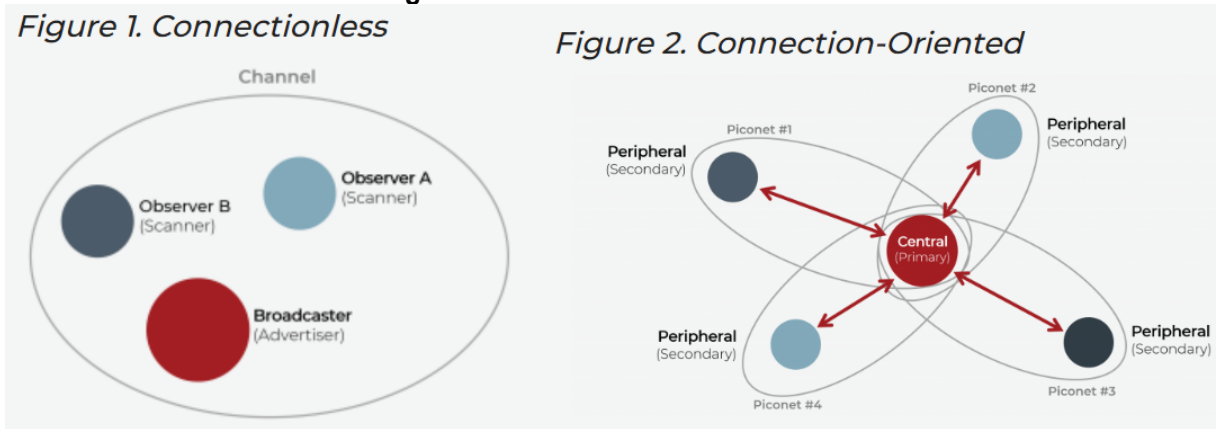 Figure 1. Connectionless
Channel
Observer A
(Scanner)
Observer B
(Scanner)
Broadcaster
(Advertiser)
Figure 2. Connection-Oriented
Piconet #2
Peripheral
(Secondary)
Piconet #1
Peripheral
(Secondary)
Central
(Primary)
Peripheral
(Secondary)
Peripheral
(Secondary)
Piconet #3
Piconet #4